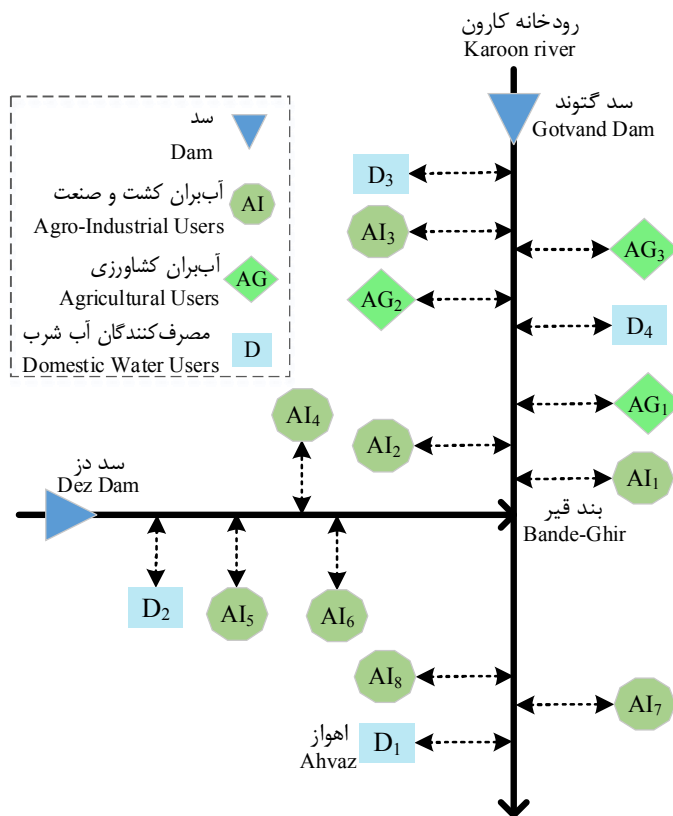 رودخانه کارون
Karoon river
سد گتوند
Gotvand Dam
سد
Dam
آب‌بران کشت و صنعت
Agro-Industrial Users
AI
آب‌بران کشاورزی
Agricultural Users
AG
مصرف‌کنندگان آب شرب
Domestic Water Users
D
D3
AI3
AG3
AG2
D4
AG1
AI4
AI2
AI1
سد دز
Dez Dam
بند قیر
Bande-Ghir
D2
AI5
AI6
AI8
AI7
اهواز
Ahvaz
D1